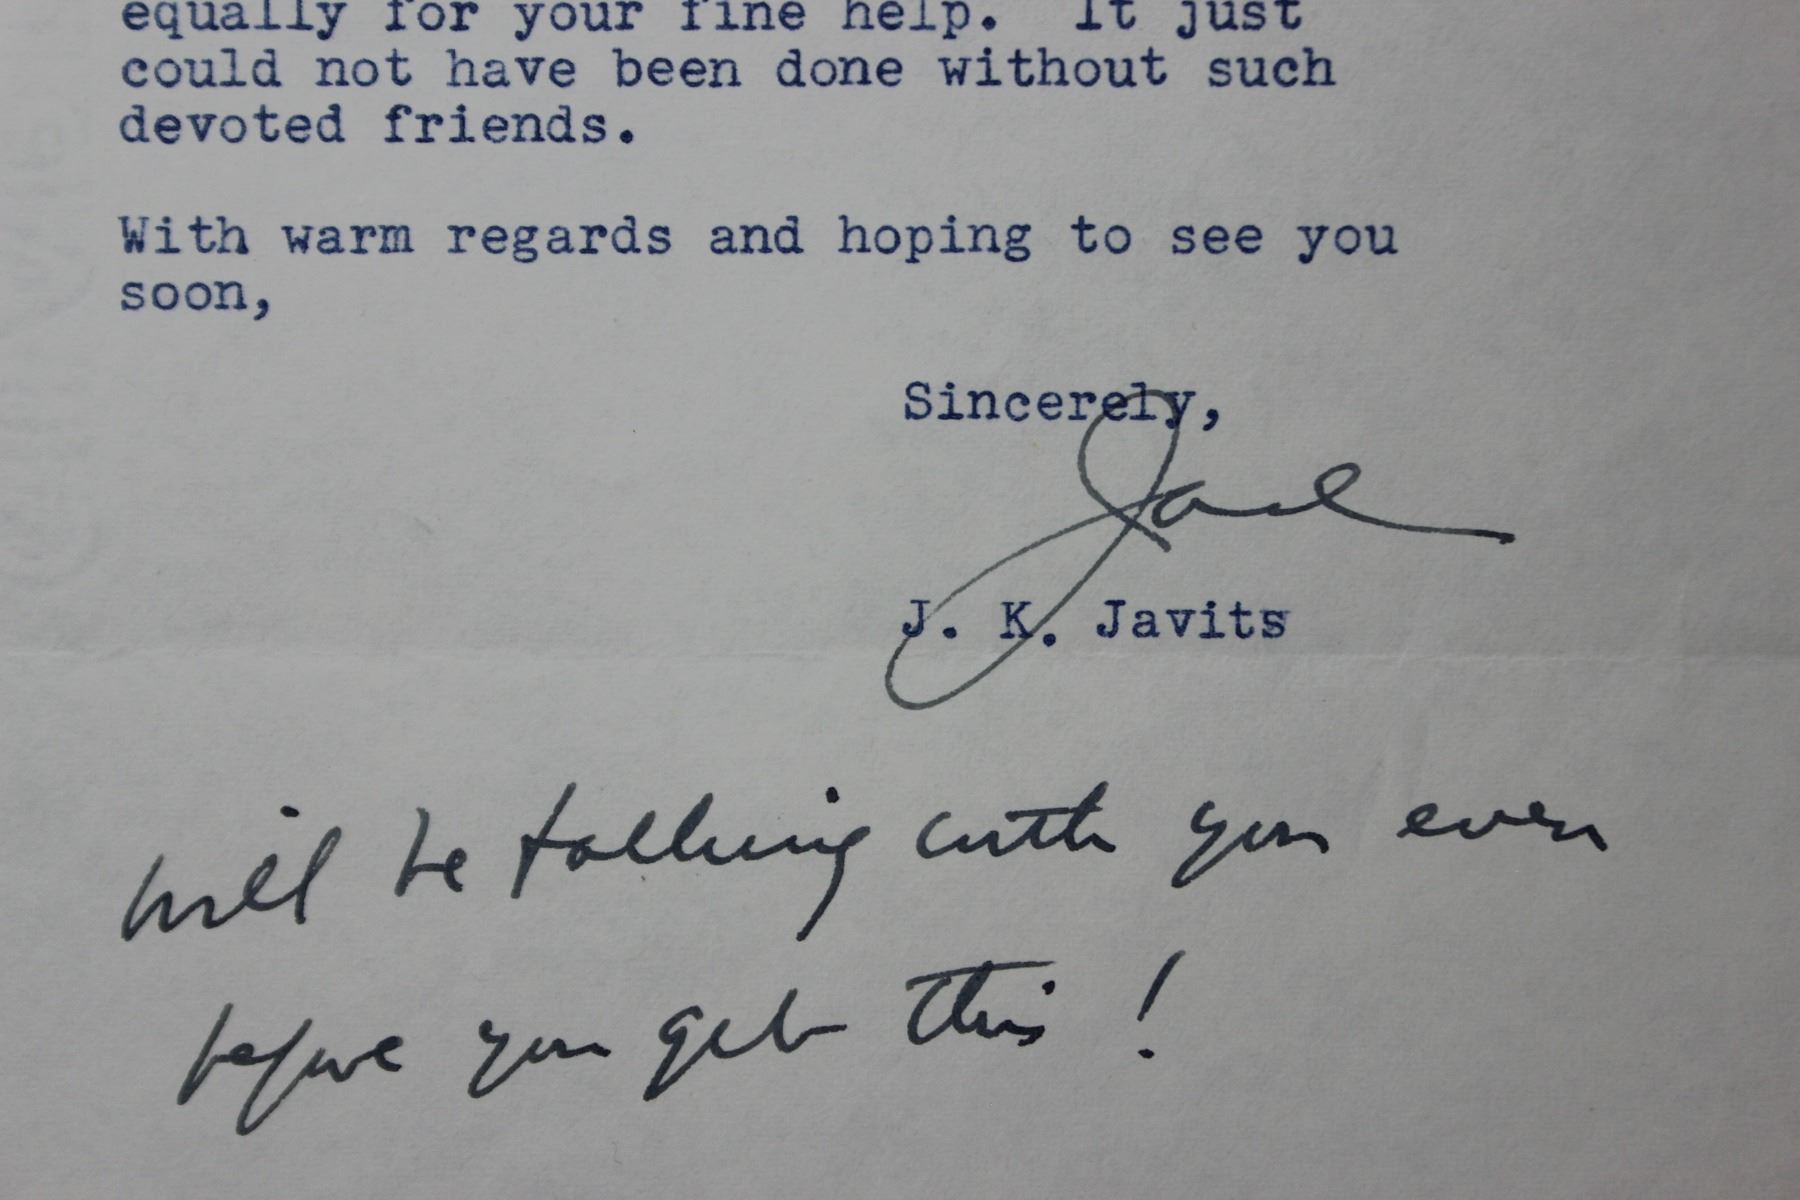 equally for your fine help. It just
could not have been done without such
devoted friends.
With warm regards and hoping to see you
soon,
Sincerely,
Jack
J. K. Javits
Will be talking with you even
before you get this!